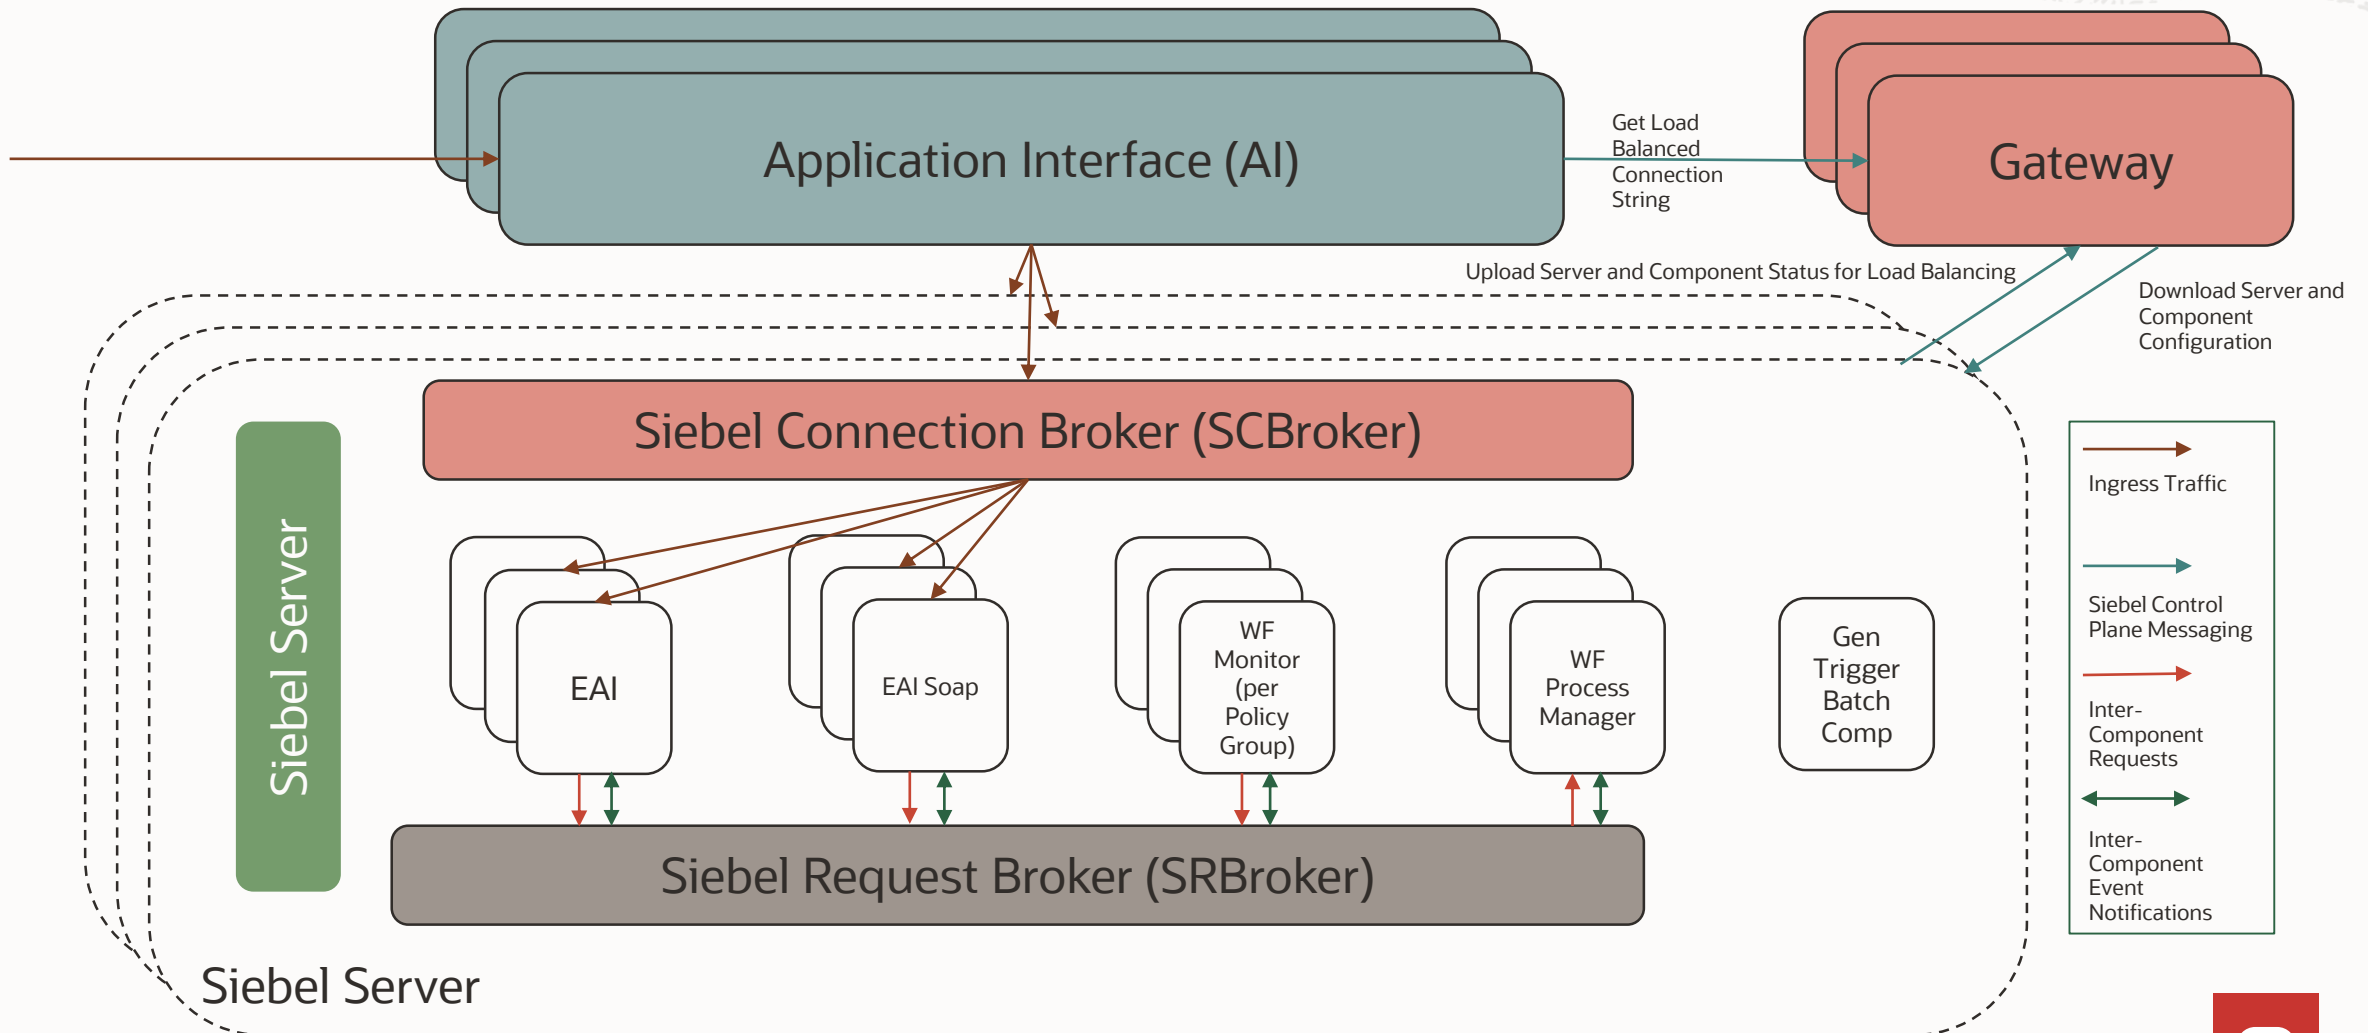 Application Interface (AI)
Get Load
Balanced
Connection
String
Gateway
Upload Server and Component Status for Load Balancing
Download Server and
Component
Configuration
Siebel Connection Broker (SCBroker)
Siebel Server
EAI
EAI Soap
WF
Monitor
(per
Policy
Group)
WF
Process
Manager
Gen
Trigger
Batch
Comp
Siebel Request Broker (SRBroker)
Siebel Server
Ingress Traffic
Siebel Control
Plane Messaging
Inter-
Component
Requests
Inter-
Component
Event
Notifications